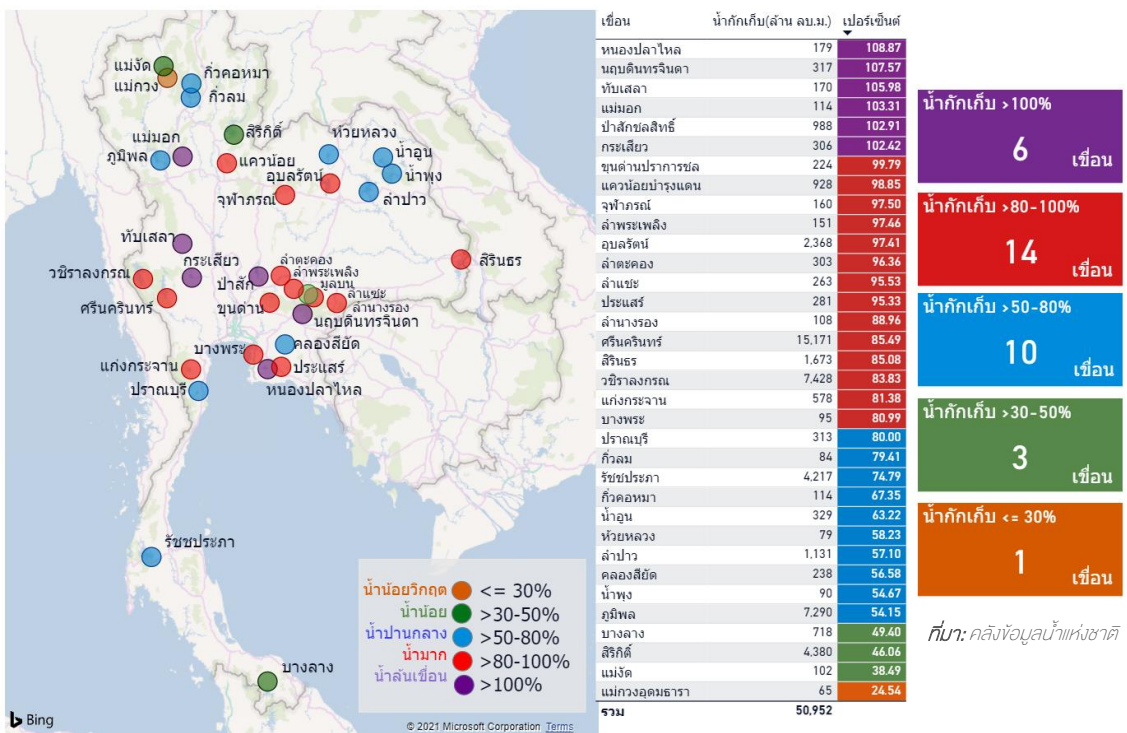 แม่งัด
แม่กวง
กิ่วคอหมา
กิ่วลม
สิริกิติ์
แม่มอก
ภูมิพล
แควน้อย
ห้วยหลวง
น้ำอูน
น้ำพุง
อุบลรัตน์
จุฬาภรณ์
ลำปาว
ทับเสลา
กระเสียว
วชิราลงกรณ
ศรีนครินทร์
ป่าสัก
ขุนด่าน
ลำตะคอง
ลำพระเพลิง
มูลบน
ลำแชะ
ลำนางรอง
นฤบดินทรจินดา
สิรินธร
คลองสียัด
บางพระ
ประแสร์
หนองปลาไหล
แก่งกระจาน
ปราณบุรี
รัชชประภา
บางลาง
น้ำน้อยวิกฤต <= 30%
น้ำน้อย >30-50%
น้ำปานกลาง >50-80%
น้ำมาก >80-100%
น้ำล้นเขื่อน >100%
Bing
© 2021 Microsoft Corporation Terms
เขื่อน น้ำกักเก็บ(ล้าน ลบ.ม.) เปอร์เซ็นต์
หนองปลาไหล 179 108.87
นฤบดินทรจินดา 317 107.57
ทับเสลา 170 105.98
แม่มอก 114 103.31
ป่าสักชลสิทธิ์ 988 102.91
กระเสียว 306 102.42
ขุนด่านปราการชล 224 99.79
แควน้อยบำรุงแดน 928 98.85
จุฬาภรณ์ 160 97.50
ลำพระเพลิง 151 97.46
อุบลรัตน์ 2,368 97.41
ลำตะคอง 303 96.36
ลำแชะ 263 95.53
ประแสร์ 281 95.33
ลำนางรอง 108 88.96
ศรีนครินทร์ 15,171 85.49
สิรินธร 1,673 85.08
วชิราลงกรณ 7,428 83.83
แก่งกระจาน 578 81.38
บางพระ 95 80.99
ปราณบุรี 313 80.00
กิ่วลม 84 79.41
รัชชประภา 4,217 74.79
กิ่วคอหมา 114 67.35
น้ำอูน 329 63.22
ห้วยหลวง 79 58.23
ลำปาว 1,131 57.10
คลองสียัด 238 56.58
น้ำพุง 90 54.67
ภูมิพล 7,290 54.15
บางลาง 718 49.40
สิริกิติ์ 4,380 46.06
แม่งัด 102 38.49
แม่กวงอุดมธารา 65 24.54
รวม 50,952
น้ำกักเก็บ >100%
6
เขื่อน
น้ำกักเก็บ >80-100%
14
เขื่อน
น้ำกักเก็บ >50-80%
10
เขื่อน
น้ำกักเก็บ >30-50%
3
เขื่อน
น้ำกักเก็บ <= 30%
1
เขื่อน
ที่มา: คลังข้อมูลน้ำแห่งชาติ